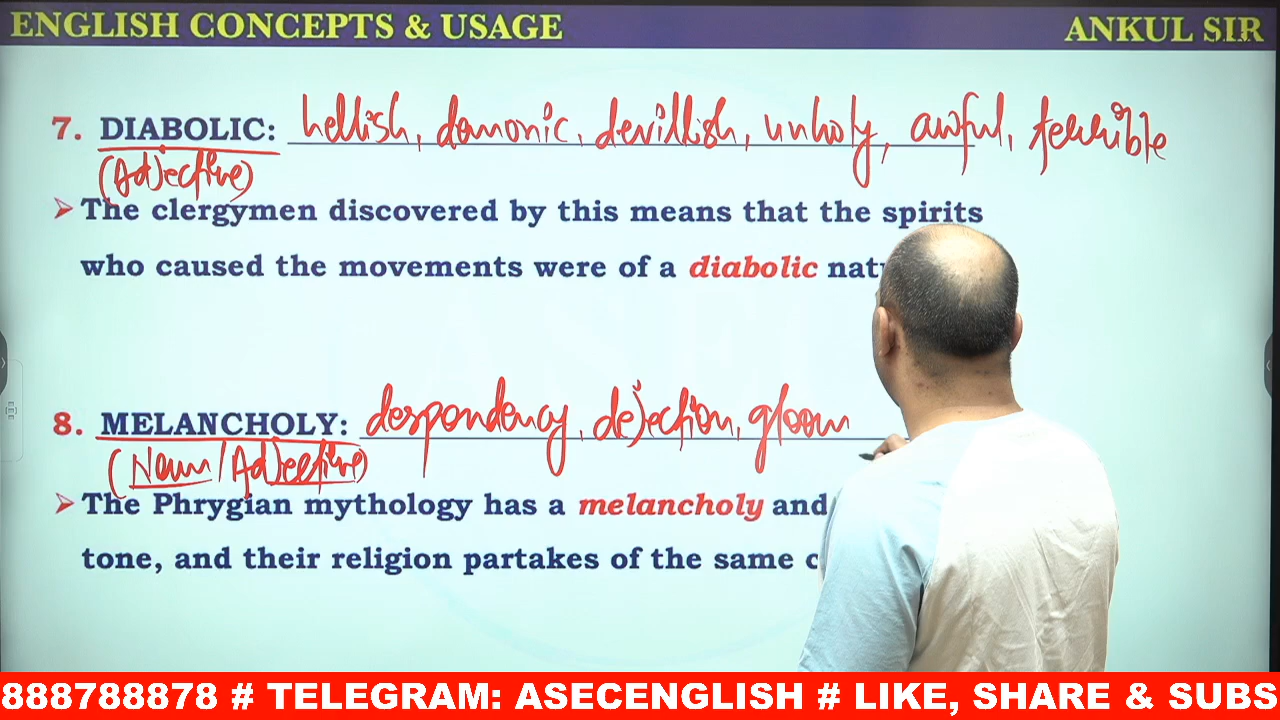 ENGLISH CONCEPTS & USAGE ANKUL SIR
7. DIABOLIC: hellish, demonic, devillish, unholy, awful, terrible
(Adjective)
➢ The clergymen discovered by this means that the spirits
who caused the movements were of a diabolic natu
8. MELANCHOLY: despondency, dejection, gloom
(Noun/Adjective)
➢ The Phrygian mythology has a melancholy and
tone, and their religion partakes of the same c
888788878 # TELEGRAM: ASECENGLISH # LIKE, SHARE & SUBS